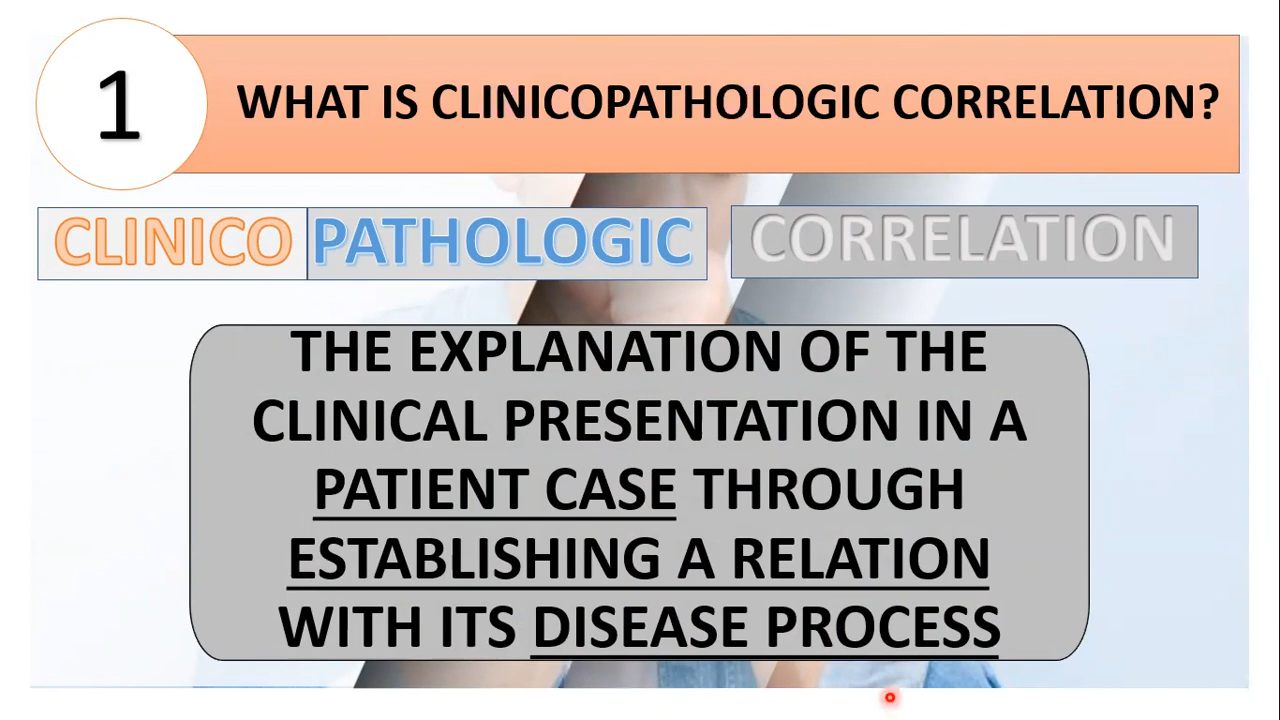 1
WHAT IS CLINICOPATHOLOGIC CORRELATION?
CLINICO PATHOLOGIC CORRELATION
THE EXPLANATION OF THE
CLINICAL PRESENTATION IN A
PATIENT CASE THROUGH
ESTABLISHING A RELATION
WITH ITS DISEASE PROCESS